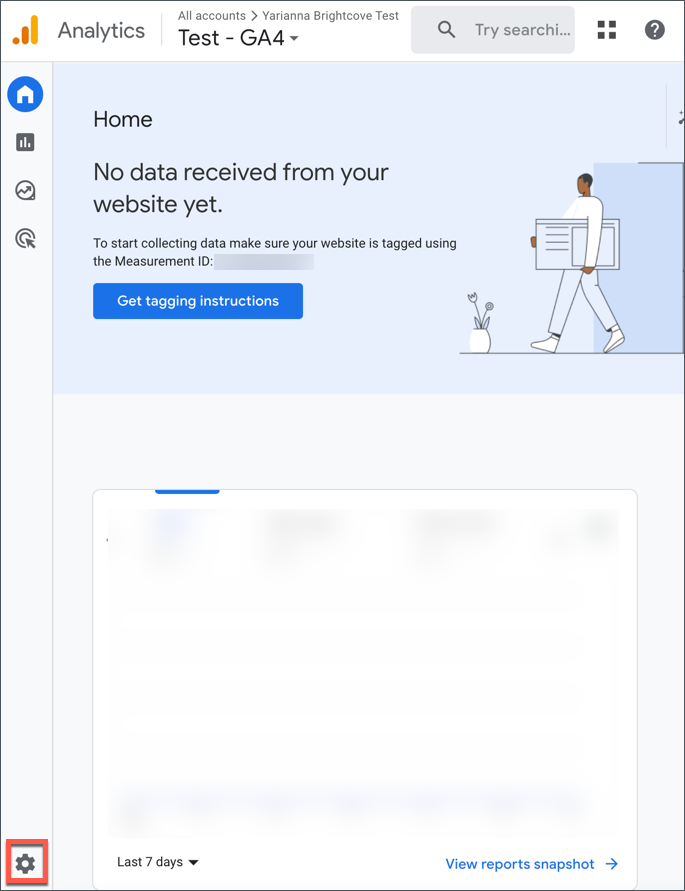 Analytics
All accounts > Yarianna Brightcove Test
Test - GA4
Try searchi...
Home
No data received from your
website yet.
To start collecting data make sure your website is tagged using
the Measurement ID:
Get tagging instructions
Last 7 days
View reports snapshot